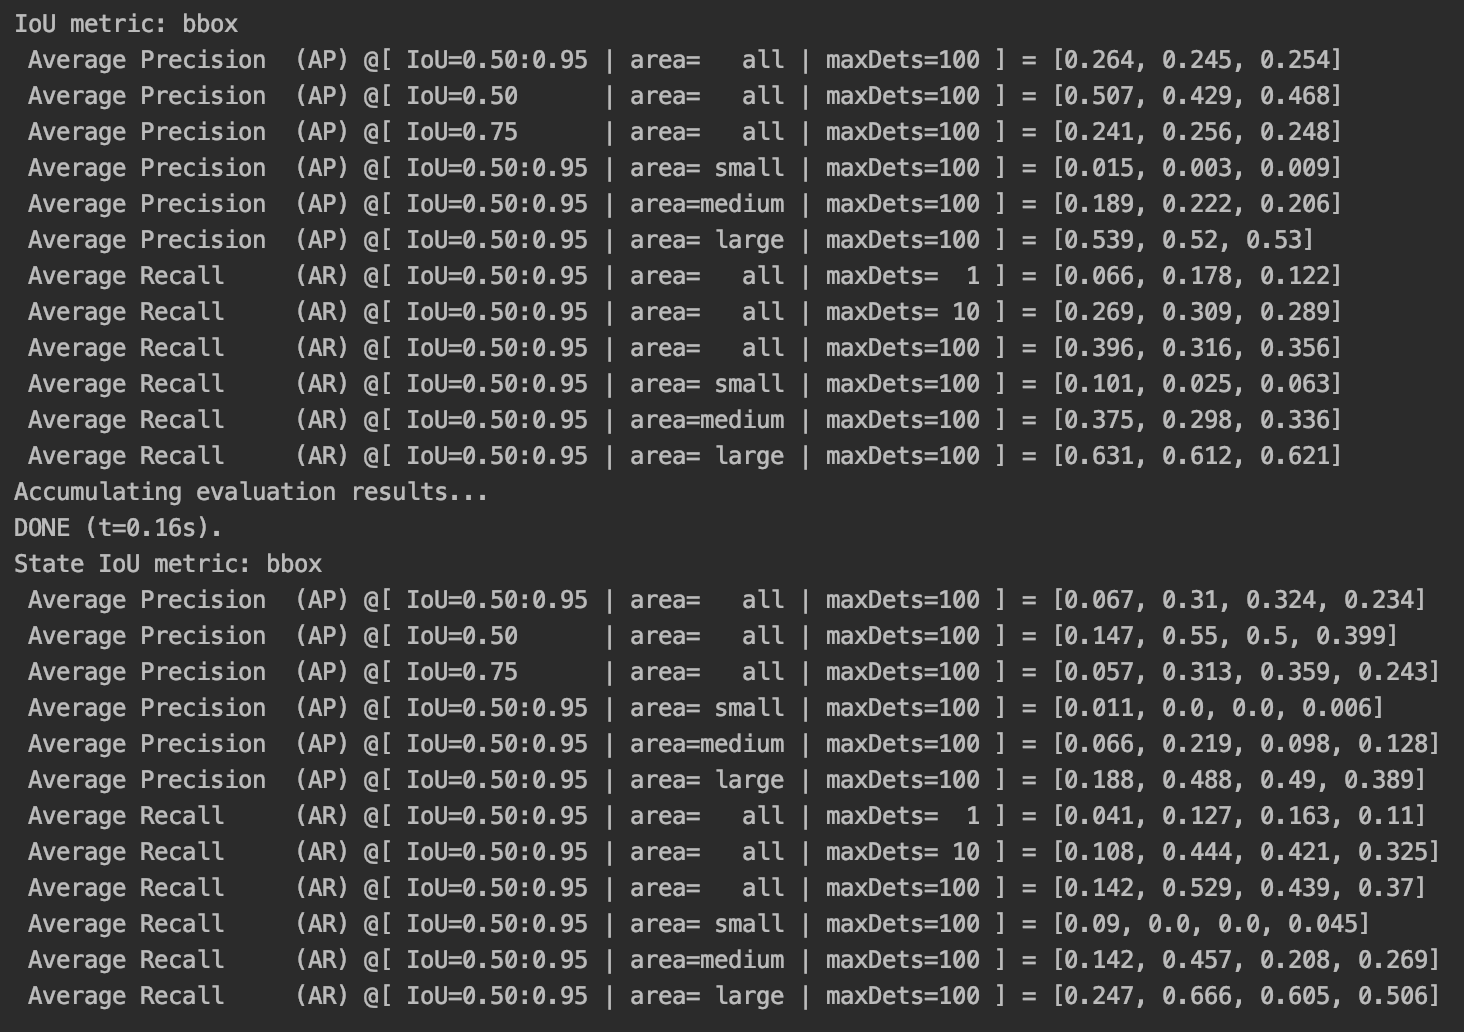 IoU metric: bbox
 Average Precision  (AP) @[ IoU=0.50:0.95 | area=   all | maxDets=100 ] = [0.264, 0.245, 0.254]
 Average Precision  (AP) @[ IoU=0.50      | area=   all | maxDets=100 ] = [0.507, 0.429, 0.468]
 Average Precision  (AP) @[ IoU=0.75      | area=   all | maxDets=100 ] = [0.241, 0.256, 0.248]
 Average Precision  (AP) @[ IoU=0.50:0.95 | area= small | maxDets=100 ] = [0.015, 0.003, 0.009]
 Average Precision  (AP) @[ IoU=0.50:0.95 | area=medium | maxDets=100 ] = [0.189, 0.222, 0.206]
 Average Precision  (AP) @[ IoU=0.50:0.95 | area= large | maxDets=100 ] = [0.539, 0.52, 0.53]
 Average Recall     (AR) @[ IoU=0.50:0.95 | area=   all | maxDets=  1 ] = [0.066, 0.178, 0.122]
 Average Recall     (AR) @[ IoU=0.50:0.95 | area=   all | maxDets= 10 ] = [0.269, 0.309, 0.289]
 Average Recall     (AR) @[ IoU=0.50:0.95 | area=   all | maxDets=100 ] = [0.396, 0.316, 0.356]
 Average Recall     (AR) @[ IoU=0.50:0.95 | area= small | maxDets=100 ] = [0.101, 0.025, 0.063]
 Average Recall     (AR) @[ IoU=0.50:0.95 | area=medium | maxDets=100 ] = [0.375, 0.298, 0.336]
 Average Recall     (AR) @[ IoU=0.50:0.95 | area= large | maxDets=100 ] = [0.631, 0.612, 0.621]
Accumulating evaluation results...
DONE (t=0.16s).
State IoU metric: bbox
 Average Precision  (AP) @[ IoU=0.50:0.95 | area=   all | maxDets=100 ] = [0.067, 0.31, 0.324, 0.234]
 Average Precision  (AP) @[ IoU=0.50      | area=   all | maxDets=100 ] = [0.147, 0.55, 0.5, 0.399]
 Average Precision  (AP) @[ IoU=0.75      | area=   all | maxDets=100 ] = [0.057, 0.313, 0.359, 0.243]
 Average Precision  (AP) @[ IoU=0.50:0.95 | area= small | maxDets=100 ] = [0.011, 0.0, 0.0, 0.006]
 Average Precision  (AP) @[ IoU=0.50:0.95 | area=medium | maxDets=100 ] = [0.066, 0.219, 0.098, 0.128]
 Average Precision  (AP) @[ IoU=0.50:0.95 | area= large | maxDets=100 ] = [0.188, 0.488, 0.49, 0.389]
 Average Recall     (AR) @[ IoU=0.50:0.95 | area=   all | maxDets=  1 ] = [0.041, 0.127, 0.163, 0.11]
 Average Recall     (AR) @[ IoU=0.50:0.95 | area=   all | maxDets= 10 ] = [0.108, 0.444, 0.421, 0.325]
 Average Recall     (AR) @[ IoU=0.50:0.95 | area=   all | maxDets=100 ] = [0.142, 0.529, 0.439, 0.37]
 Average Recall     (AR) @[ IoU=0.50:0.95 | area= small | maxDets=100 ] = [0.09, 0.0, 0.0, 0.045]
 Average Recall     (AR) @[ IoU=0.50:0.95 | area=medium | maxDets=100 ] = [0.142, 0.457, 0.208, 0.269]
 Average Recall     (AR) @[ IoU=0.50:0.95 | area= large | maxDets=100 ] = [0.247, 0.666, 0.605, 0.506]